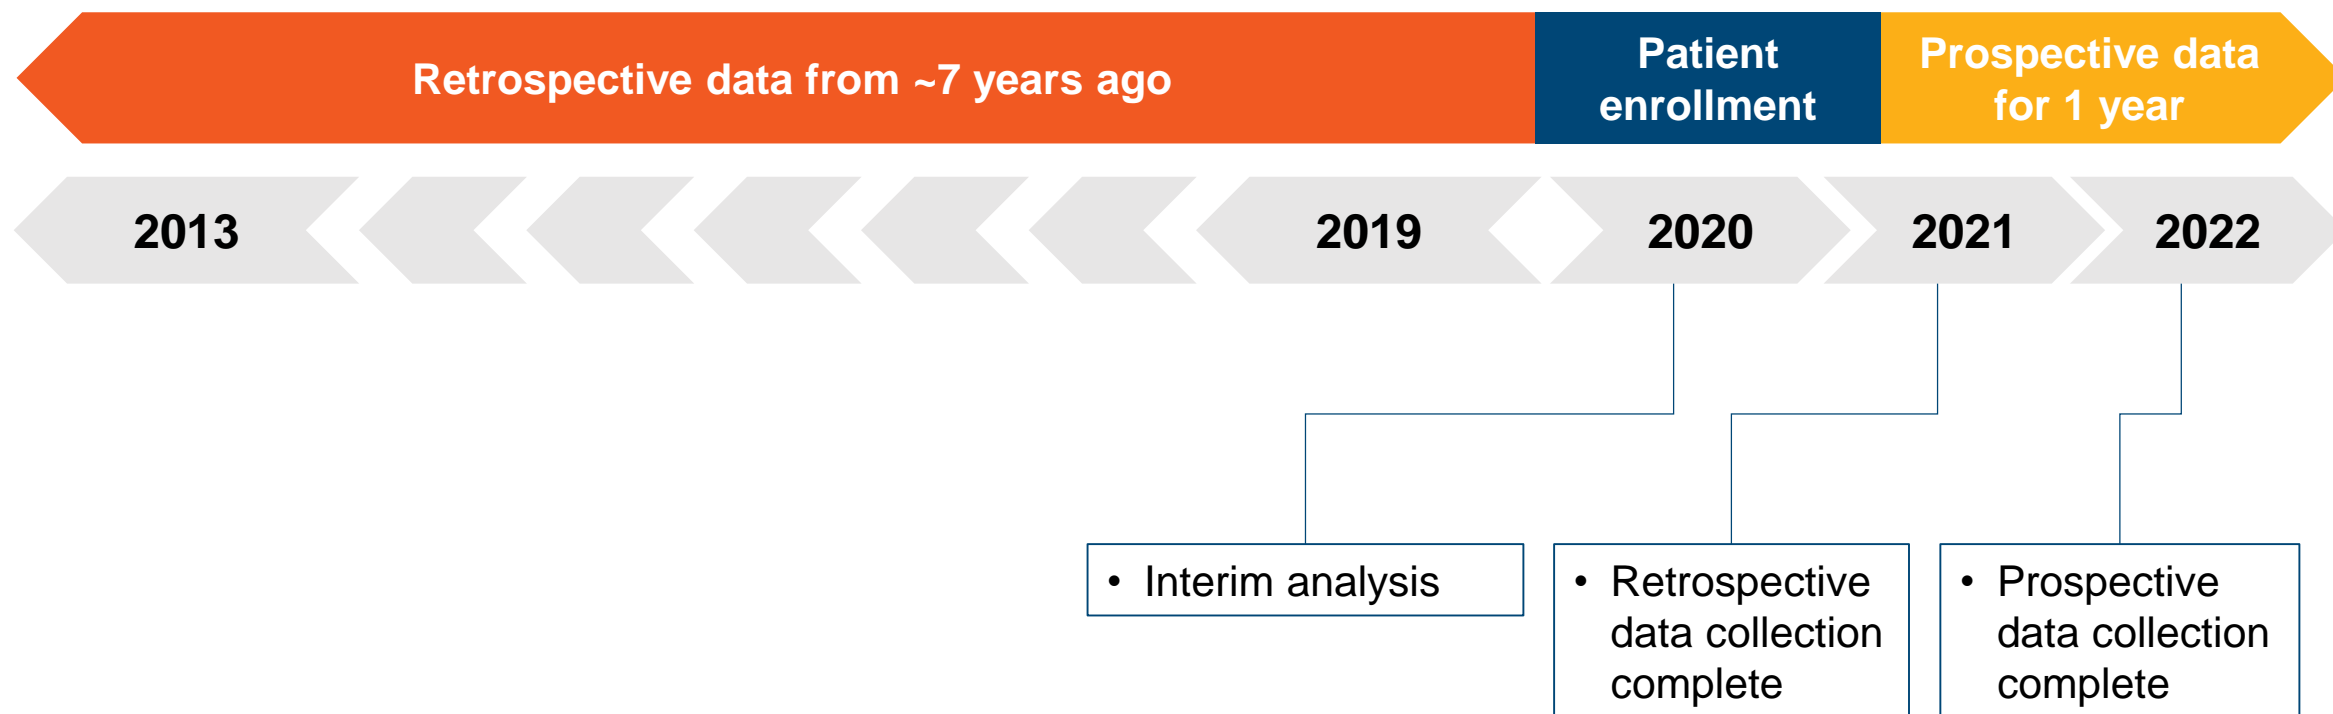 Retrospective data from ~7 years ago
Patient
enrollment
Prospective data
for 1 year
2013
2019
2020
2021
2022
• Interim analysis
• Retrospective
data collection
complete
• Prospective
data collection
complete